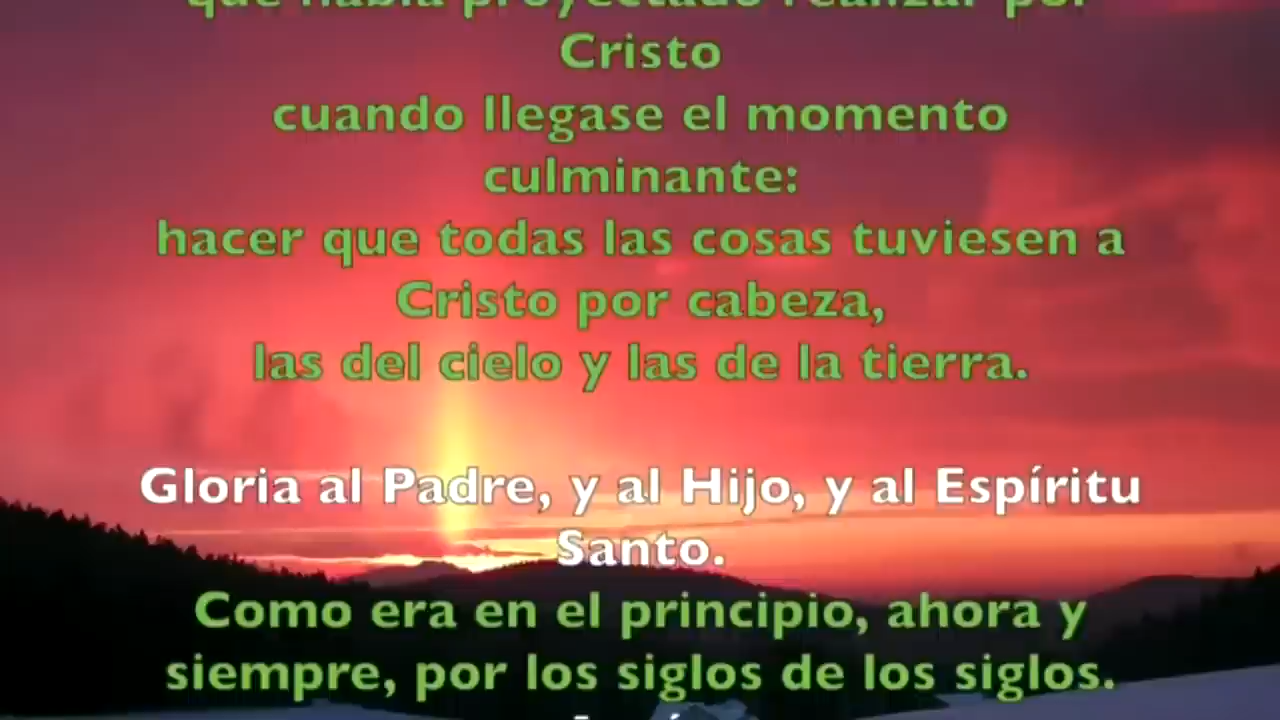 que había proyectado realizar por
Cristo
cuando llegase el momento
culminante:
hacer que todas las cosas tuviesen a
Cristo por cabeza,
las del cielo y las de la tierra.
Gloria al Padre, y al Hijo, y al Espíritu
Santo.
Como era en el principio, ahora y
siempre, por los siglos de los siglos.